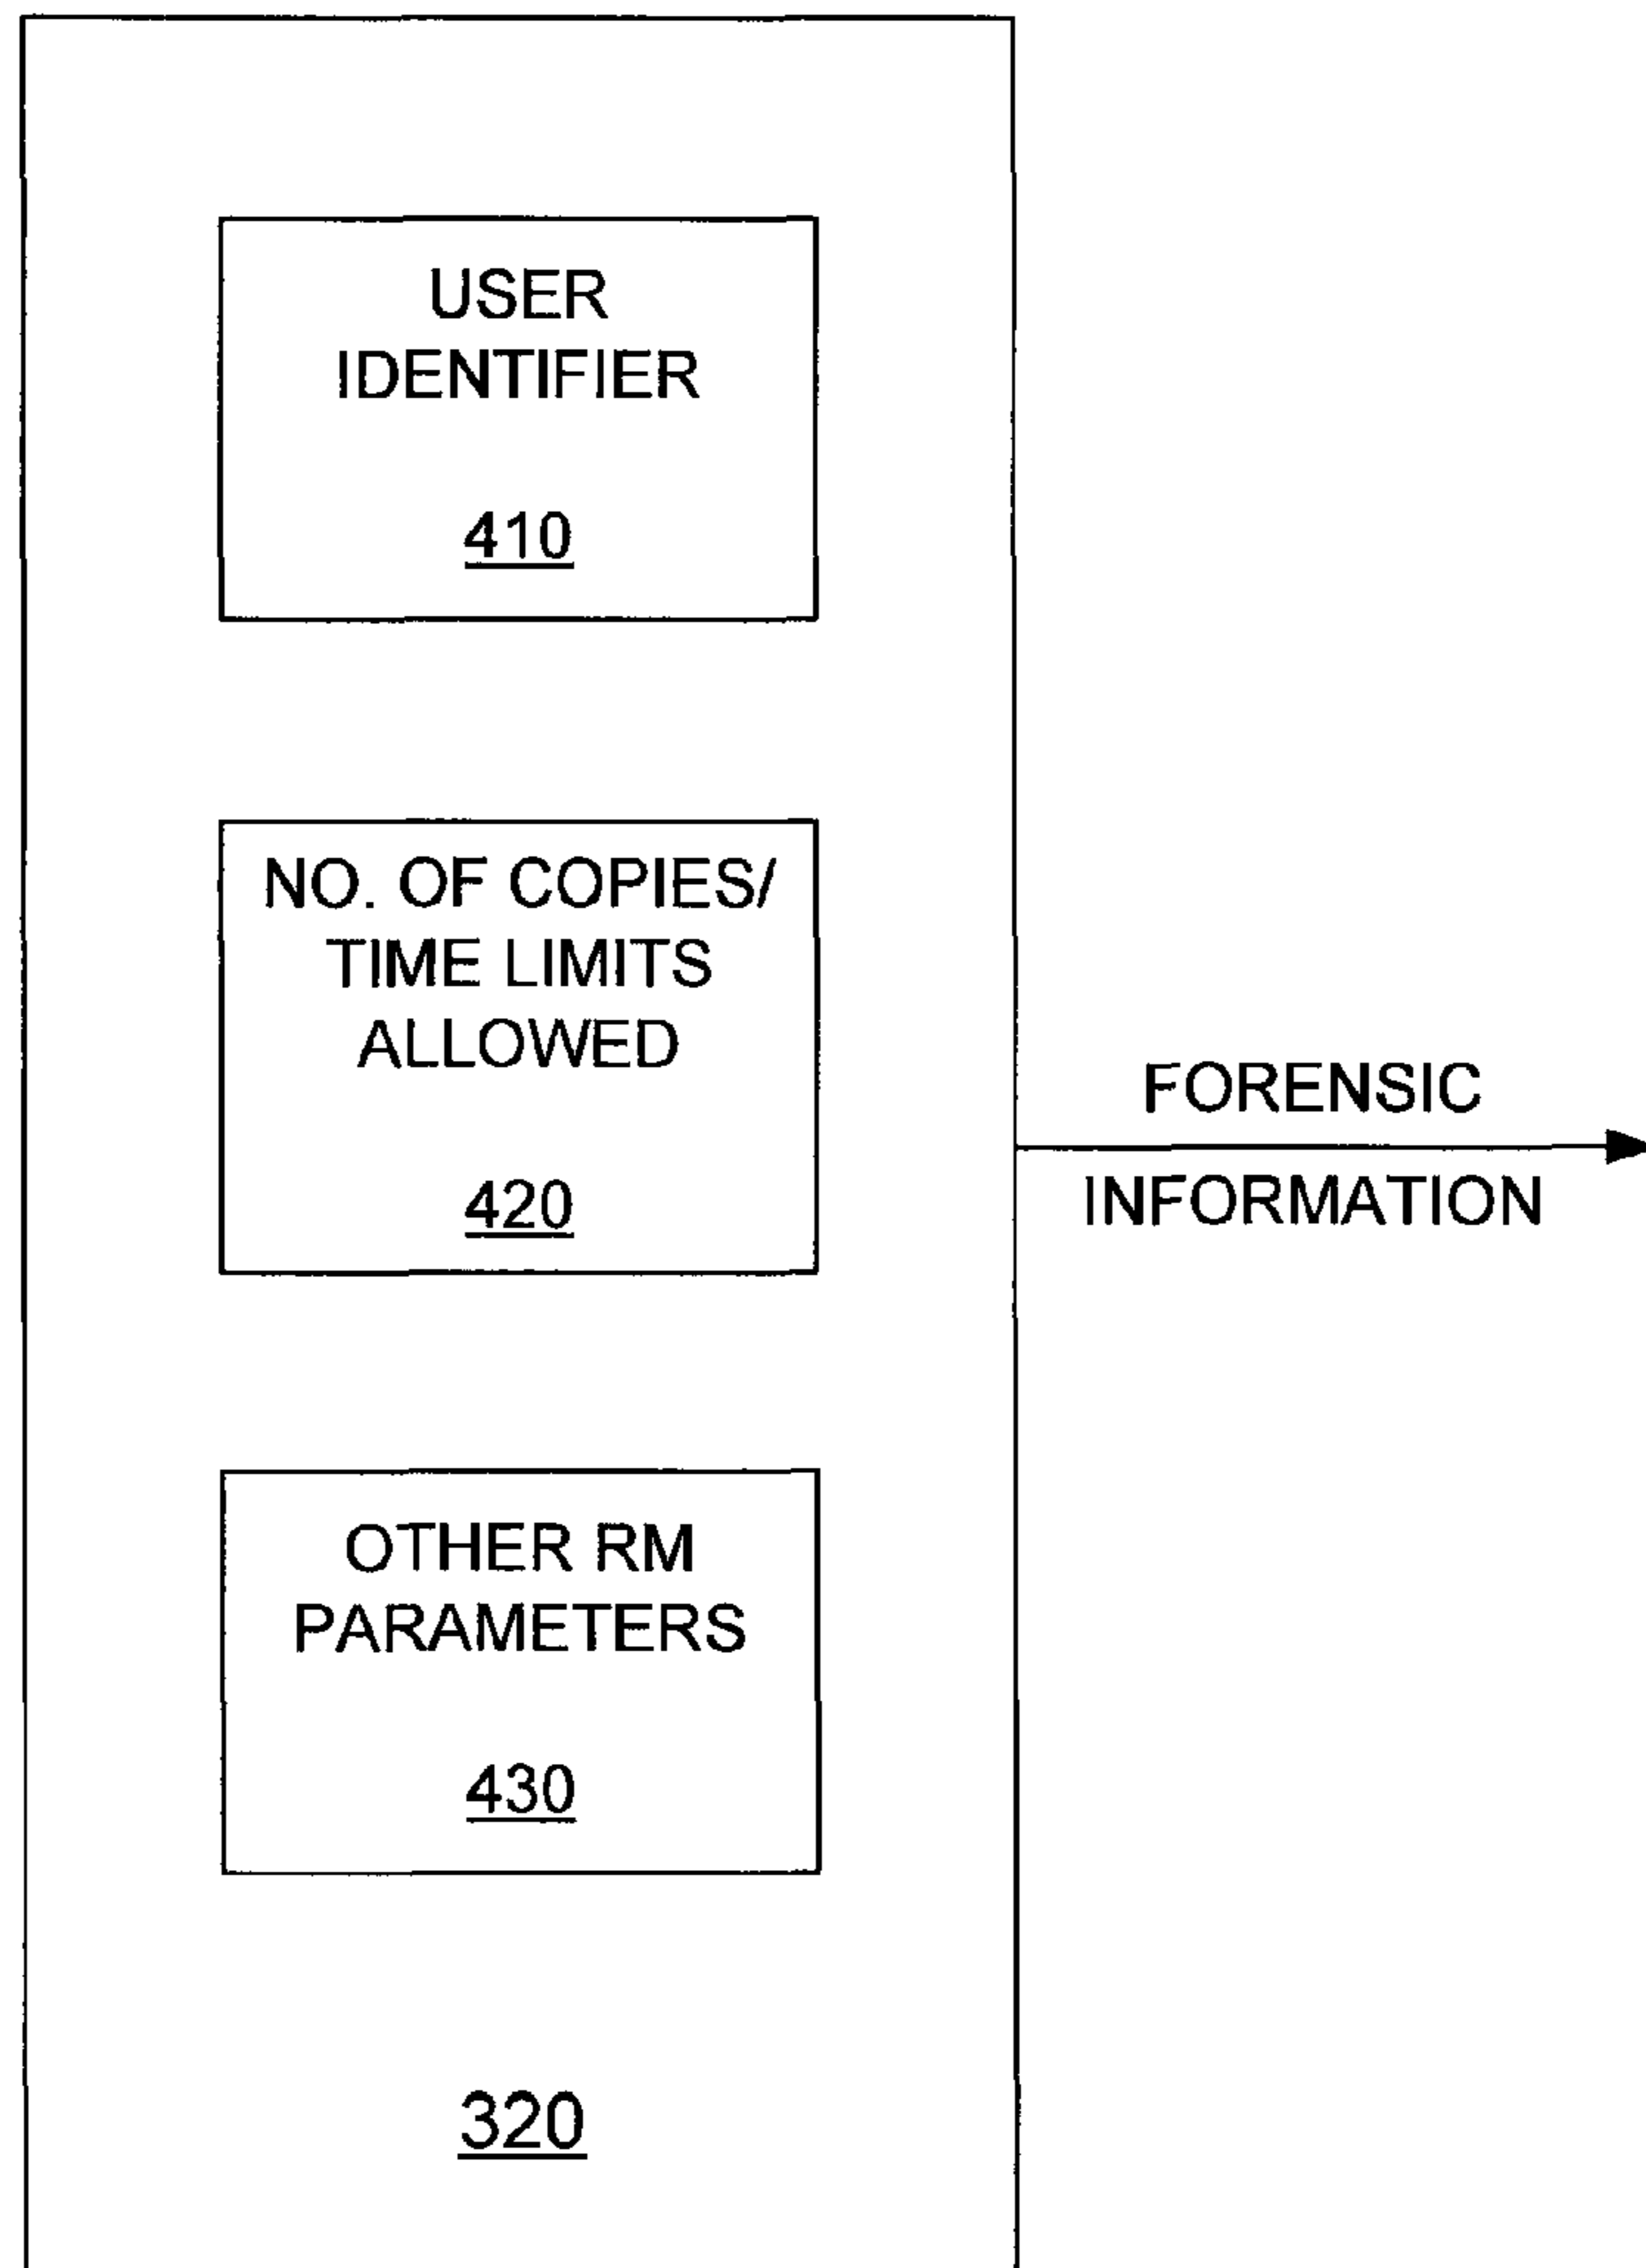 USER
IDENTIFIER
410
NO. OF COPIES/
TIME LIMITS
ALLOWED
420
FORENSIC
INFORMATION
OTHER RM
PARAMETERS
430
320